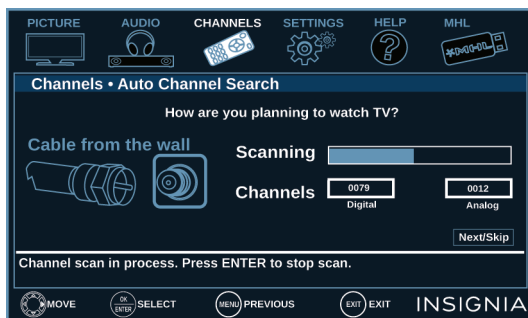 PICTURE AUDIO CHANNELS SETTINGS HELP MHL
MHL
Channels • Auto Channel Search
How are you planning to watch TV?
Cable from the wall
Scanning
Channels 0079 0012
Digital Analog
Next/Skip
Channel scan in process. Press ENTER to stop scan.
MOVE OK ENTER SELECT MENU PREVIOUS EXIT EXIT INSIGNIA